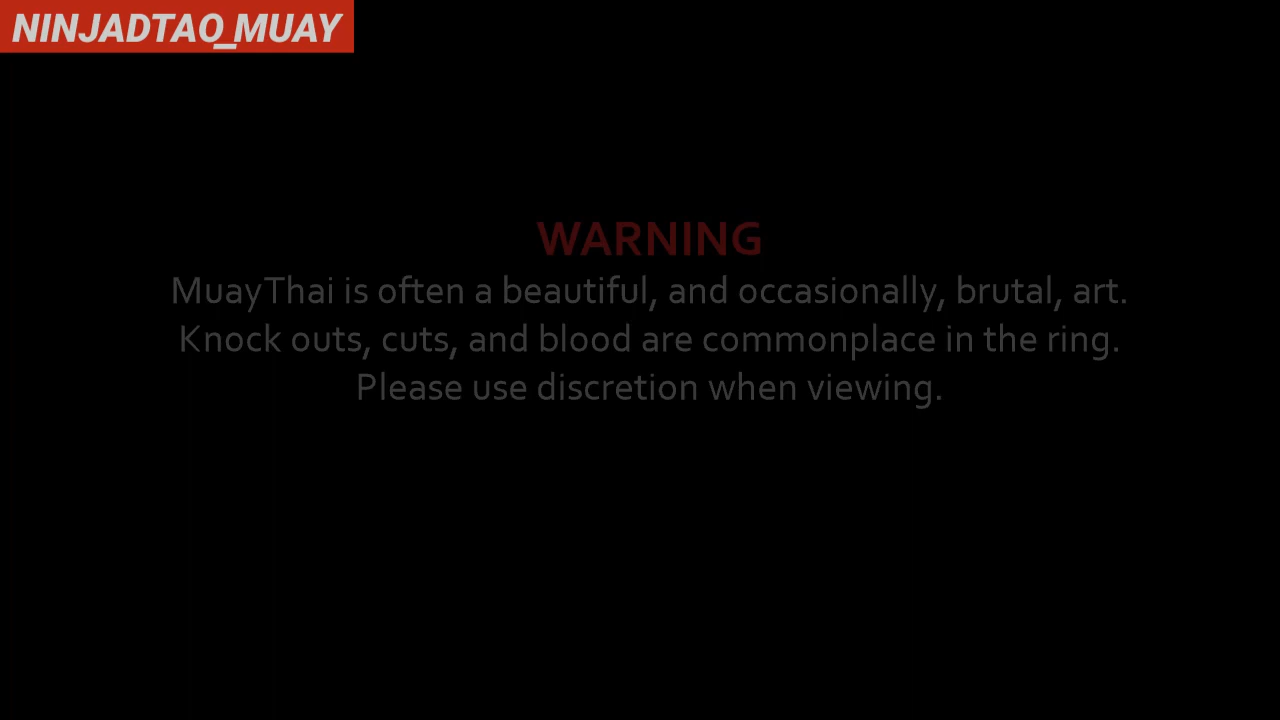 NINJADTAO_MUAY
WARNING
MuayThai is often a beautiful, and occasionally, brutal, art.
Knock outs, cuts, and blood are commonplace in the ring.
Please use discretion when viewing.